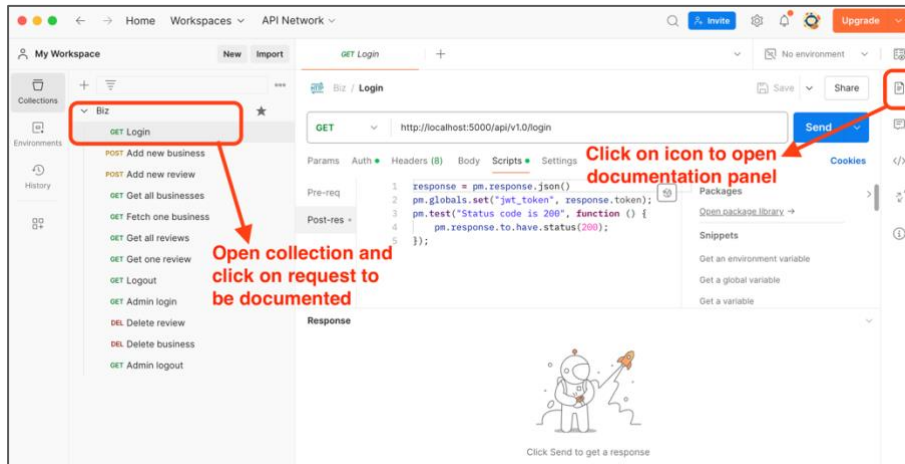 Home Workspaces API Network Invite Upgrade
My Workspace New Import GET Login No environment
Collections
Biz / Login Save Share
Biz
GET Login
GET http://localhost:5000/api/v1.0/login Send
Environments
POST Add new business
Params Auth Headers (8) Body Scripts Settings Cookies
Click on icon to open
documentation panel
POST Add new review
History
GET Get all businesses
GET Fetch one business
GET Get all reviews
GET Get one review
GET Logout
GET Admin login
DEL Delete review
DEL Delete business
GET Admin logout
Open collection and
click on request to
be documented
Pre-req
Post-res
1 response = pm.response.json()
2 pm.globals.set("jwt_token", response.token);
3 pm.test("Status code is 200", function () {
4 pm.response.to.have.status(200);
5 });
Packages
Open package library →
Snippets
Get an environment variable
Get a global variable
Get a variable
Response
Click Send to get a response